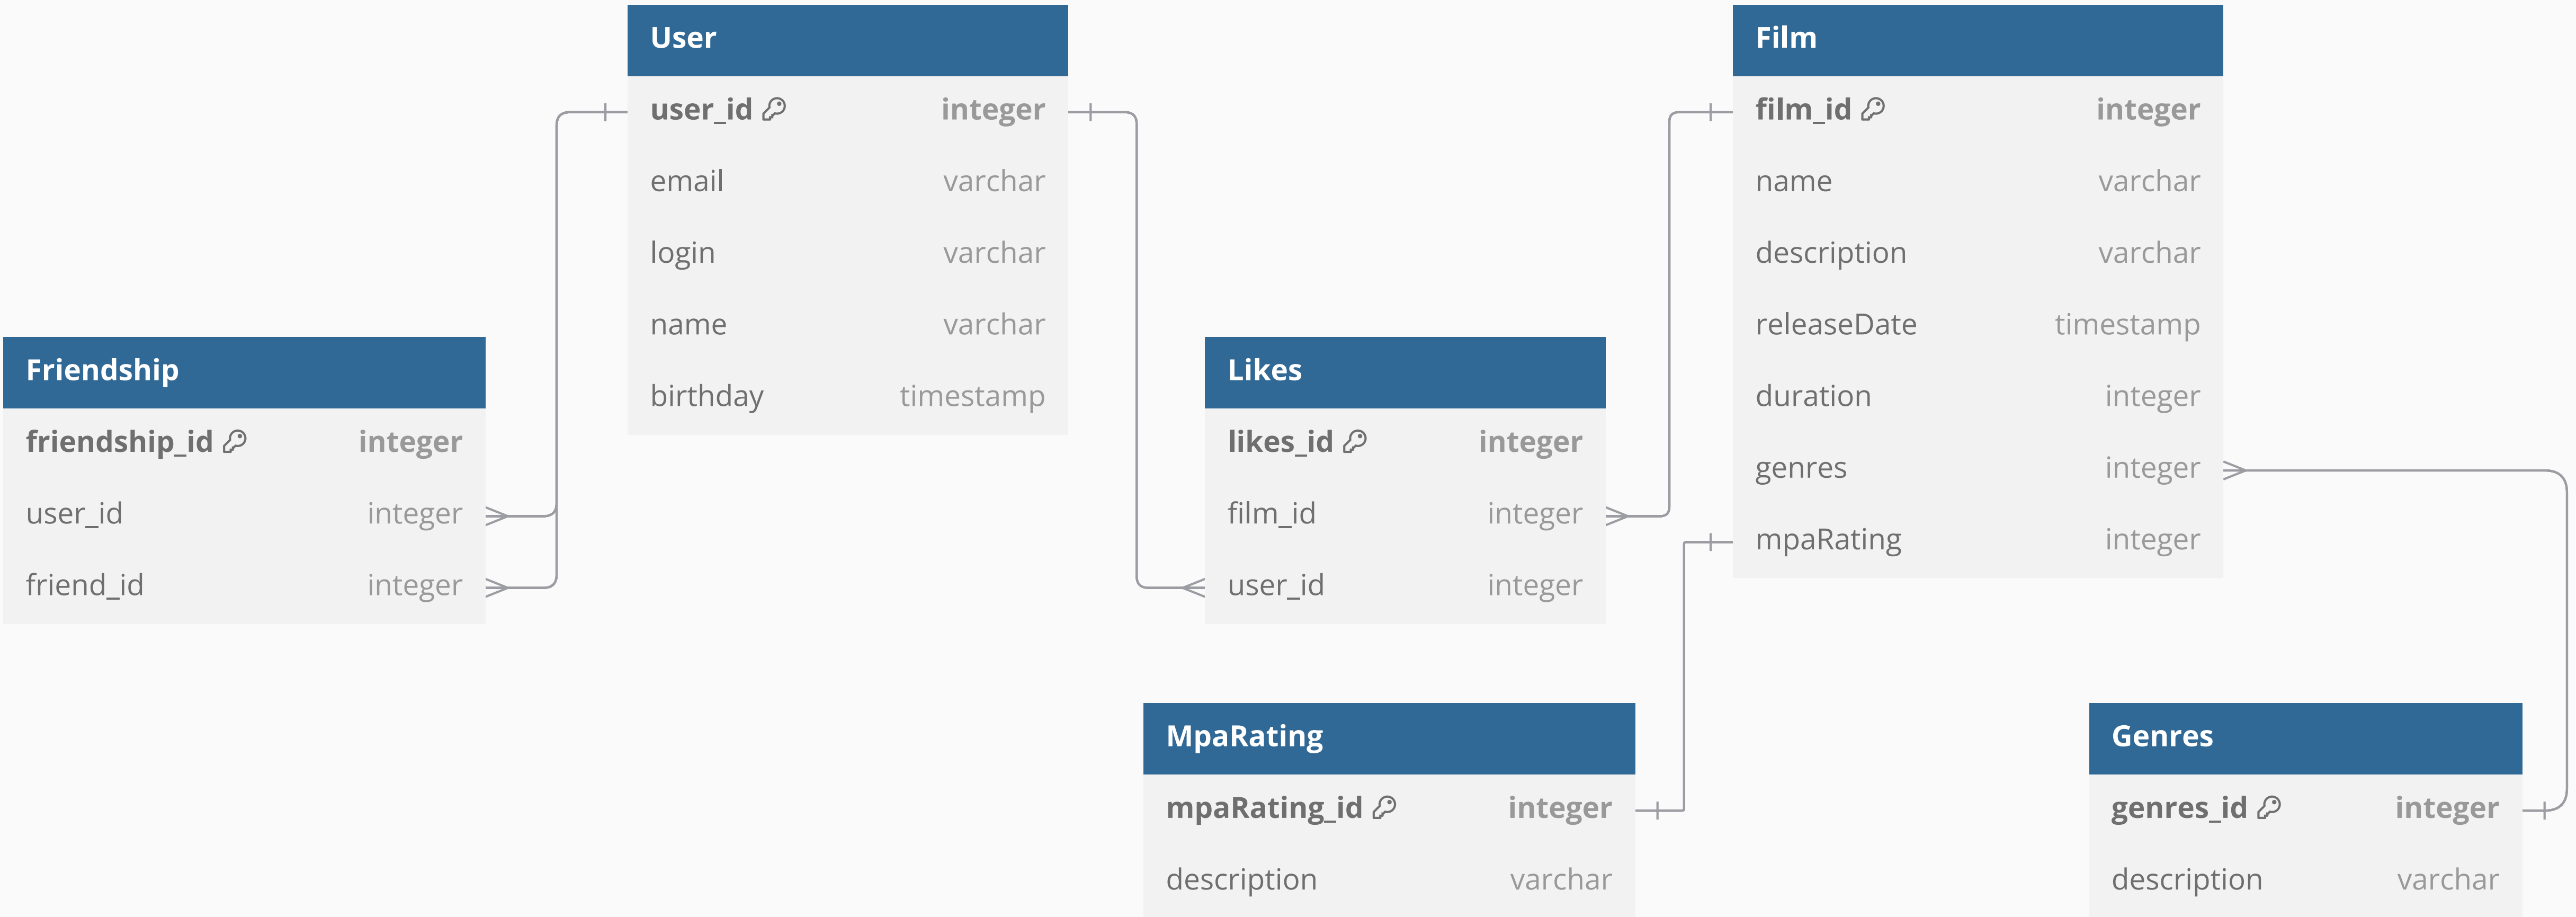 User
user_id integer
email varchar
login varchar
name varchar
birthday timestamp
Film
film_id integer
name varchar
description varchar
releaseDate timestamp
duration integer
genres integer
mpaRating integer
Friendship
friendship_id integer
user_id integer
friend_id integer
Likes
likes_id integer
film_id integer
user_id integer
MpaRating
mpaRating_id integer
description varchar
Genres
genres_id integer
description varchar